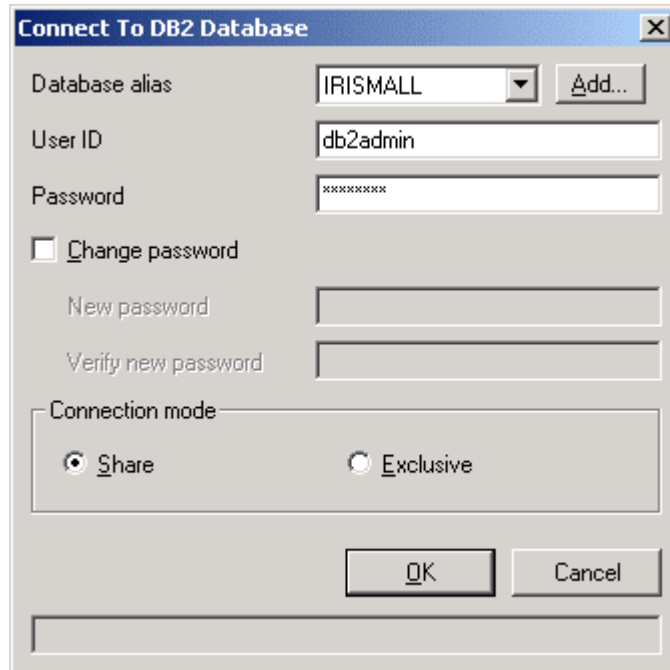 Connect To DB2 Database
Database alias IRISMALL Add...
User ID db2admin
Password ********
Change password
New password
Verify new password
Connection mode
Share Exclusive
OK Cancel